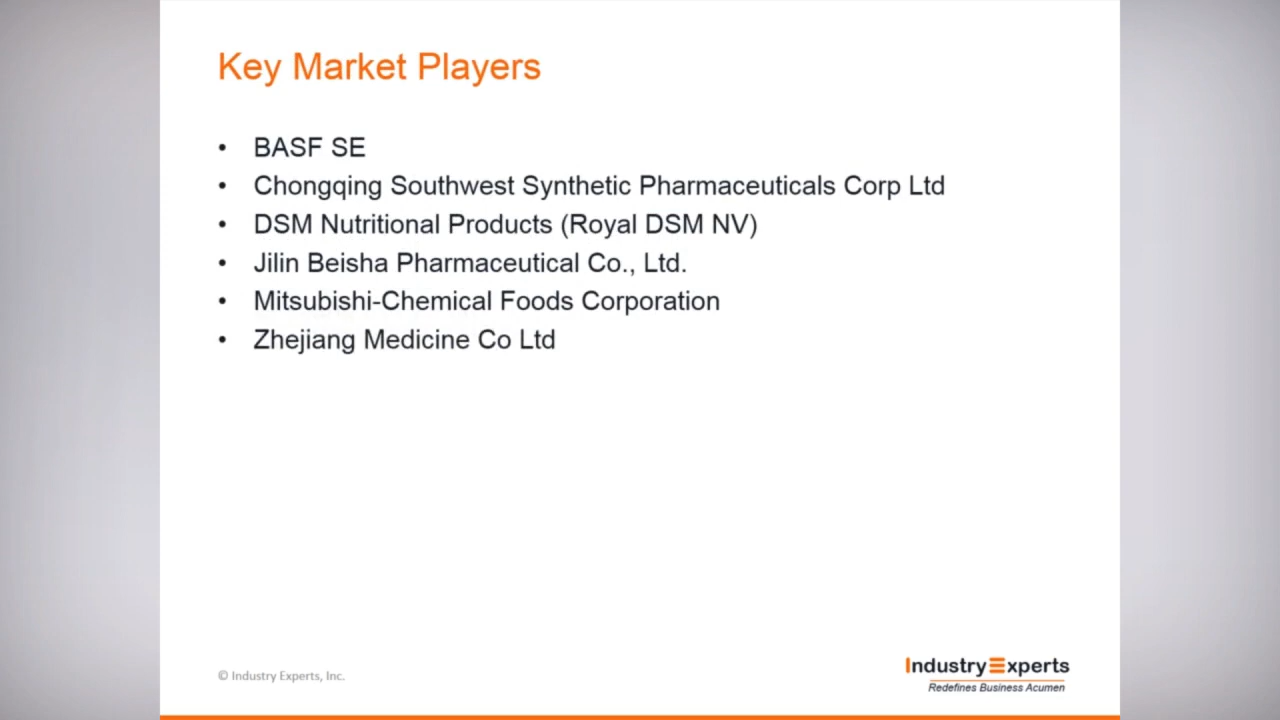 Key Market Players
• BASF SE
• Chongqing Southwest Synthetic Pharmaceuticals Corp Ltd
• DSM Nutritional Products (Royal DSM NV)
• Jilin Beisha Pharmaceutical Co., Ltd.
• Mitsubishi-Chemical Foods Corporation
• Zhejiang Medicine Co Ltd
© Industry Experts, Inc.
IndustryExperts
Redefines Business Acumen